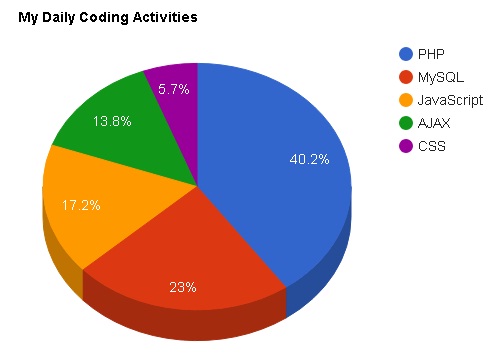 My Daily Coding Activities
PHP
MySQL
JavaScript
AJAX
CSS
5.7%
13.8%
40.2%
17.2%
23%